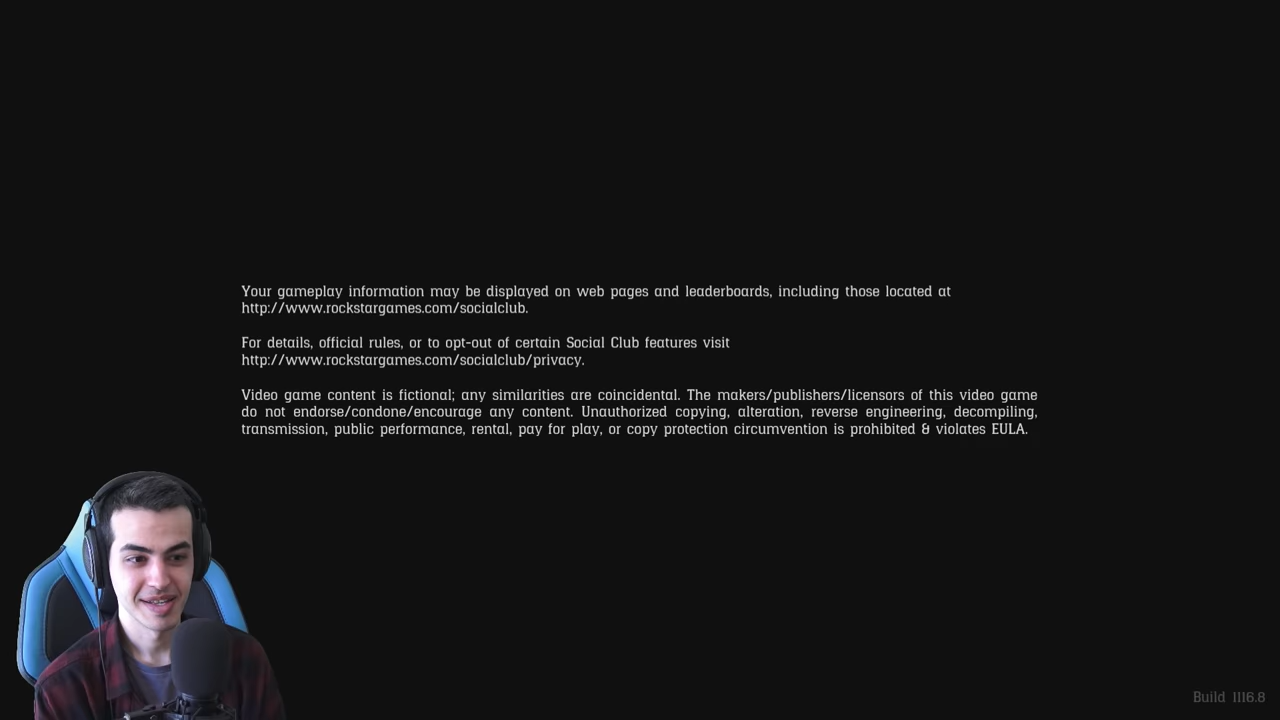 Your gameplay information may be displayed on web pages and leaderboards, including those located at
http://www.rockstargames.com/socialclub.
For details, official rules, or to opt-out of certain Social Club features visit
http://www.rockstargames.com/socialclub/privacy.
Video game content is fictional; any similarities are coincidental. The makers/publishers/licensors of this video game
do not endorse/condone/encourage any content. Unauthorized copying, alteration, reverse engineering, decompiling,
transmission, public performance, rental, pay for play, or copy protection circumvention is prohibited & violates EULA.
Build 1116.8